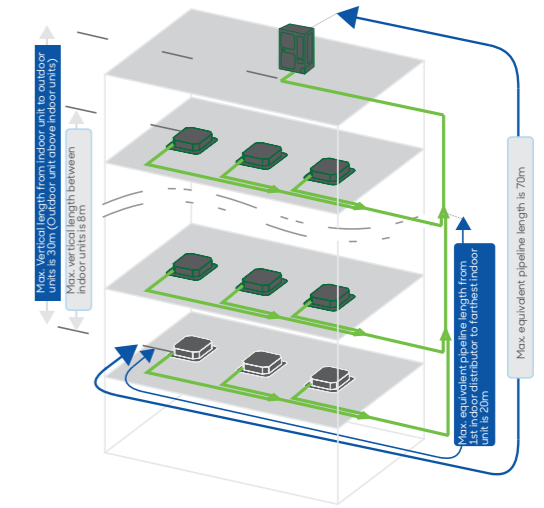 Max. Vertical length from indoor unit to outdoor
units is 30m (Outdoor unit above indoor units)
Max. vertical length between
indoor units is 8m
Max. equivalent pipeline length from
1st indoor distributor to farthest indoor
unit is 20m
Max. equivdent pipeline length is 70m